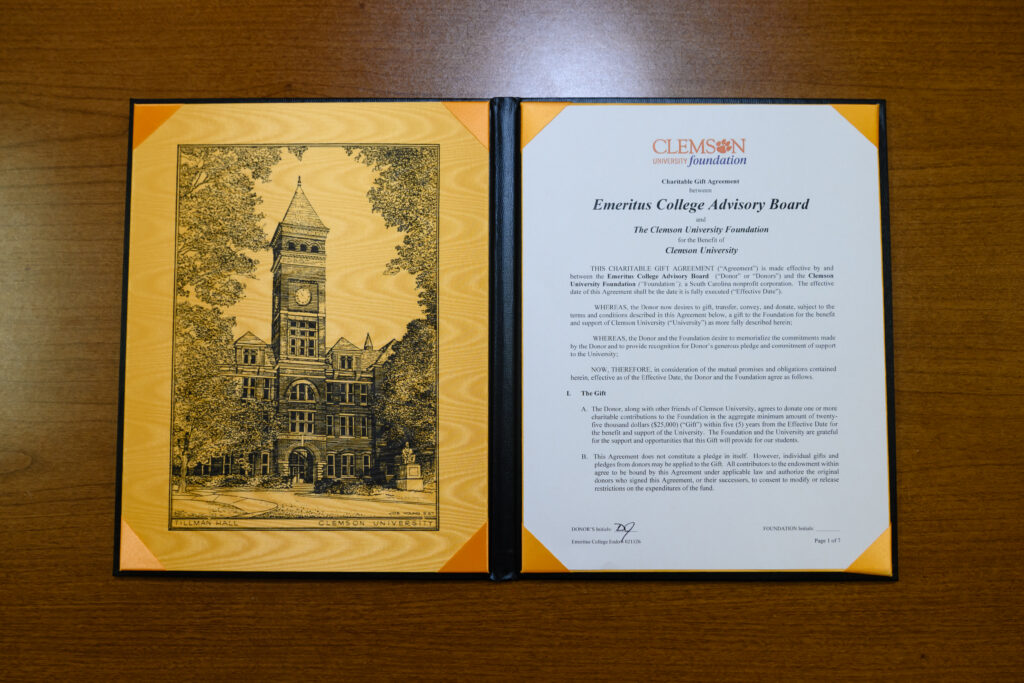 JOE YOUNG
TILLMAN HALL
CLEMSON UNIVERSITY
CLEMSON
UNIVERSITY foundation
Charitable Gift Agreement
between
Emeritus College Advisory Board
and
The Clemson University Foundation
for the Benefit of
Clemson University
THIS CHARITABLE GIFT AGREEMENT ("Agreement") is made effective by and
between the Emeritus College Advisory Board ("Donor" or "Donors") and the Clemson
University Foundation ("Foundation"); a South Carolina nonprofit corporation. The effective
date of this Agreement shall be the date it is fully executed ("Effective Date").
WHEREAS, the Donor now desires to gift, transfer, convey, and donate, subject to the
terms and conditions described in this Agreement below, a gift to the Foundation for the benefit
and support of Clemson University ("University") as more fully described herein;
WHEREAS, the Donor and the Foundation desire to memorialize the commitments made
by the Donor and to provide recognition for Donor's generous pledge and commitment of support
to the University;
NOW, THEREFORE, in consideration of the mutual promises and obligations contained
herein, effective as of the Effective Date, the Donor and the Foundation agree as follows.
I. The Gift
A. The Donor, along with other friends of Clemson University, agrees to donate one or more
charitable contributions to the Foundation in the aggregate minimum amount of twenty-
five thousand dollars ($25,000) ("Gift") within five (5) years from the Effective Date for
the benefit and support of the University. The Foundation and the University are grateful
for the support and opportunities that this Gift will provide for our students.
B. This Agreement does not constitute a pledge in itself. However, individual gifts and
pledges from donors may be applied to the Gift. All contributors to the endowment within
agree to be bound by this Agreement under applicable law and authorize the original
donors who signed this Agreement, or their successors, to consent to modify or release
restrictions on the expenditures of the fund.
DONOR'S Initials:
FOUNDATION Initials:
Emeritus College Endow 021126
Page 1 of 7